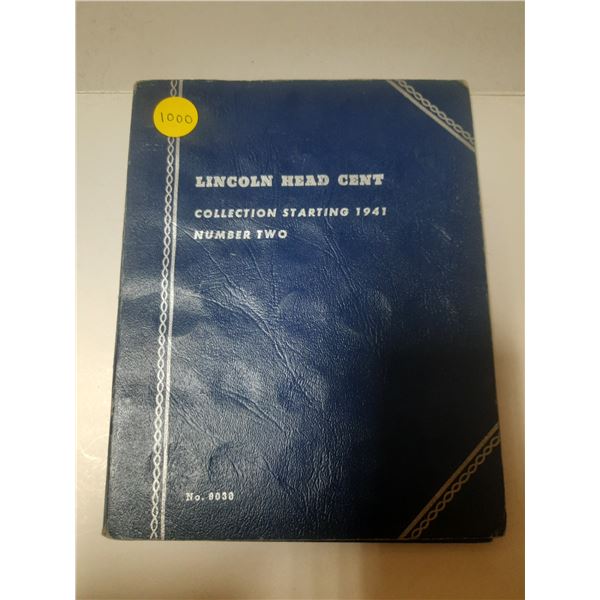 1000
LINCOLN HEAD CENT
COLLECTION STARTING 1941
NUMBER TWO
No. 9030